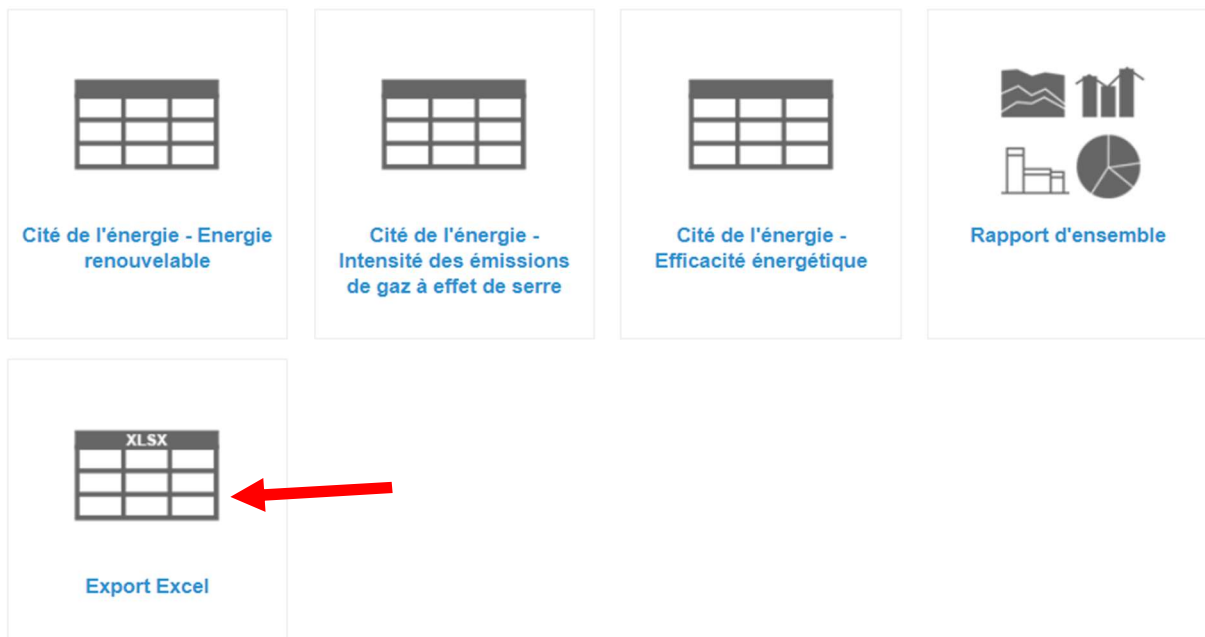 Cité de l'énergie - Energie
renouvelable
Cité de l'énergie -
Intensité des émissions
de gaz à effet de serre
Cité de l'énergie -
Efficacité énergétique
Rapport d'ensemble
XLSX
Export Excel